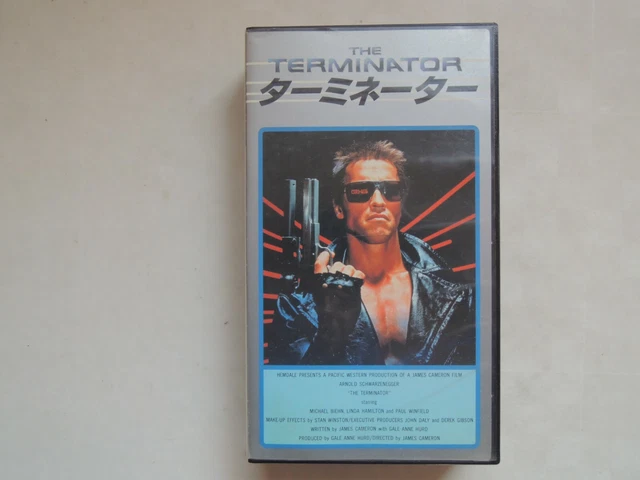 THE
TERMINATOR
ターミネーター
HEMDALE PRESENTS A PACIFIC WESTERN PRODUCTION OF A JAMES CAMERON FILM
ARNOLD SCHWARZENEGGER
"THE TERMINATOR"
starring
MICHAEL BIEHN, LINDA HAMILTON and PAUL WINFIELD
MAKE-UP EFFECTS by STAN WINSTON/EXECUTIVE PRODUCERS JOHN DALY and DEREK GIBSON
WRITTEN by JAMES CAMERON with GALE ANNE HURD
PRODUCED by GALE ANNE HURD/DIRECTED by JAMES CAMERON